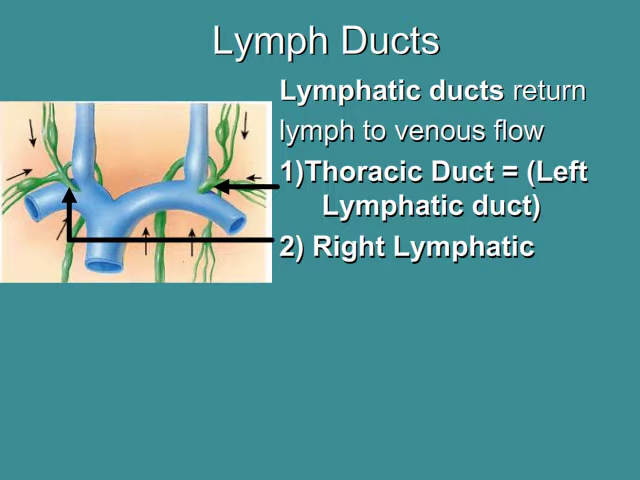 Lymph Ducts
Lymphatic ducts return
lymph to venous flow
1)Thoracic Duct = (Left
Lymphatic duct)
2) Right Lymphatic